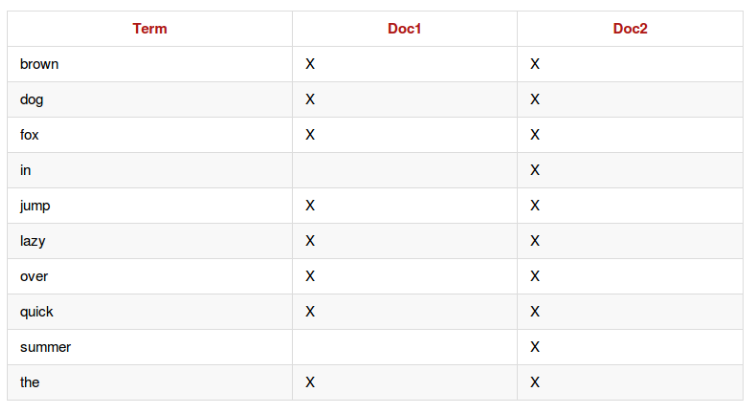 Term Doc1 Doc2
brown X X
dog X X
fox X X
in X
jump X X
lazy X X
over X X
quick X X
summer X
the X X